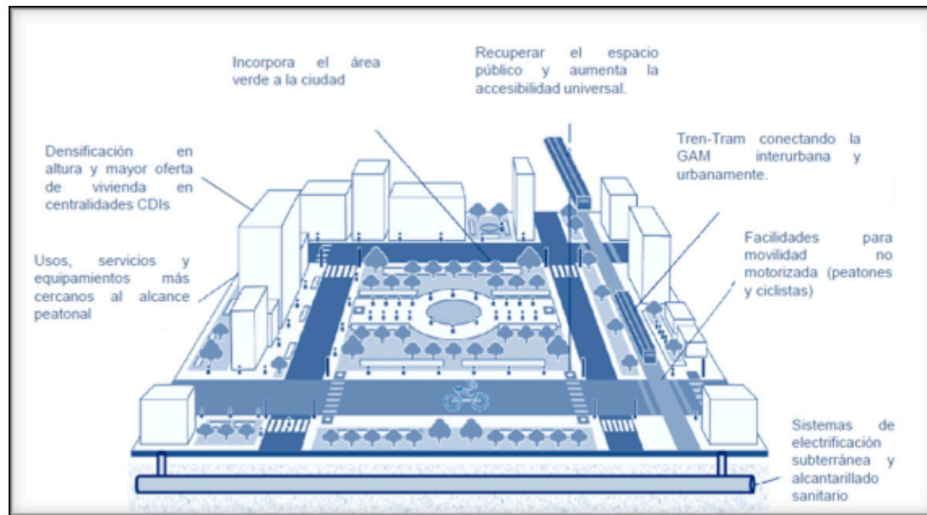 Incorpora el área
verde a la ciudad
Recuperar el espacio
público y aumenta la
accesibilidad universal.
Densificación en
altura y mayor oferta
de vivienda en
centralidades CDIs
Tren-Tram conectando la
GAM interurbana y
urbanamente.
Usos, servicios y
equipamientos más
cercanos al alcance
peatonal
Facilidades para
movilidad no
motorizada (peatones
y ciclistas)
Sistemas de
electrificación
subterránea y
alcantarillado
sanitario